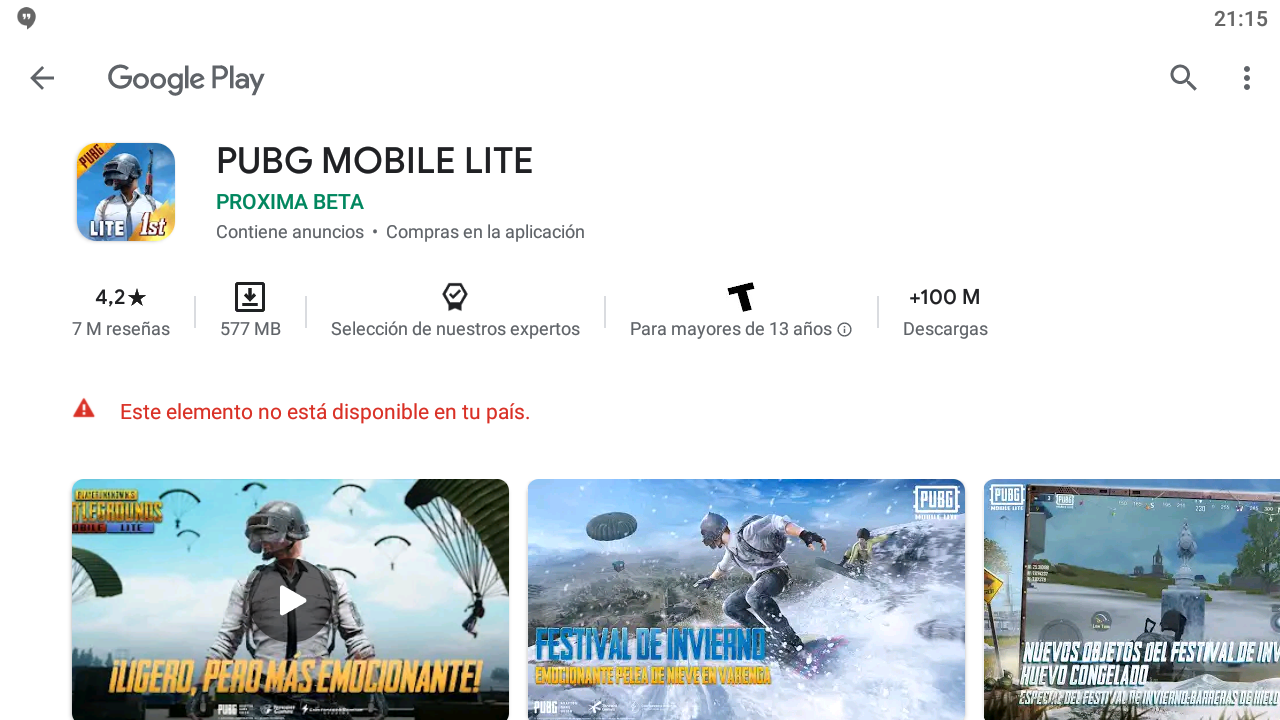 21:15
Google Play
PUBG
LITE 1st
PUBG MOBILE LITE
PROXIMA BETA
Contiene anuncios • Compras en la aplicación
4,2★
7 M reseñas
577 MB
Selección de nuestros expertos
Para mayores de 13 años
+100 M
Descargas
Este elemento no está disponible en tu país.
MOBILE LITE
¡LIGERO, PERO MÁS EMOCIONANTE!
PUBG
PUBG
MOBILE LITE
FESTIVAL DE INVIERNO
EMOCIONANTE PELEA DE NIEVE EN VARENGA
PUBG
PUBG
MOBILE LITE
NUEVOS OBJETOS DEL FESTIVAL DE INV
HUEVO CONGELADO
ESPECIAL DEL FESTIVAL DE INVIERNO: BARRERAS DE HIELO